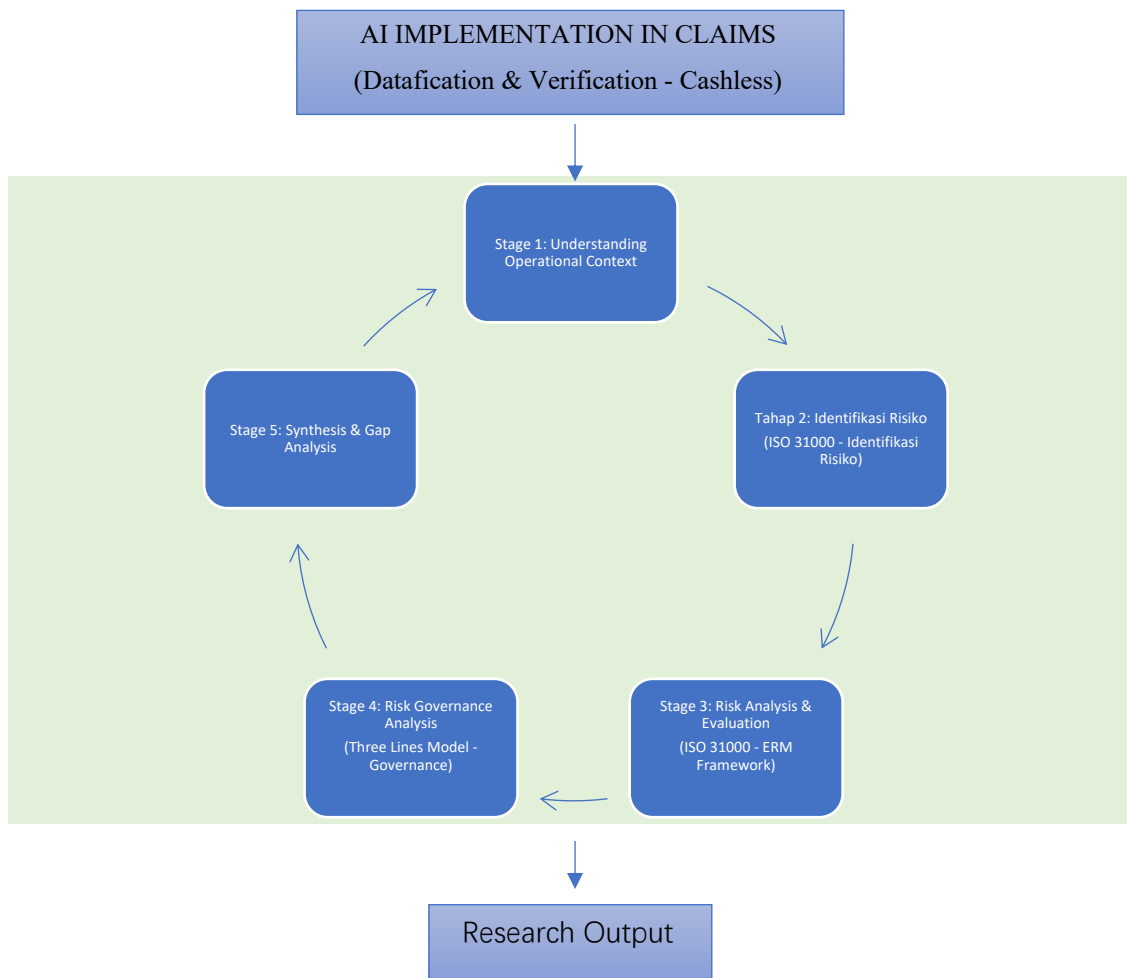 AI IMPLEMENTATION IN CLAIMS
(Datafication & Verification - Cashless)
Stage 1: Understanding
Operational Context
Tahap 2: Identifikasi Risiko
(ISO 31000 - Identifikasi
Risiko)
Stage 3: Risk Analysis &
Evaluation
(ISO 31000 - ERM
Framework)
Stage 4: Risk Governance
Analysis
(Three Lines Model -
Governance)
Stage 5: Synthesis & Gap
Analysis
Research Output